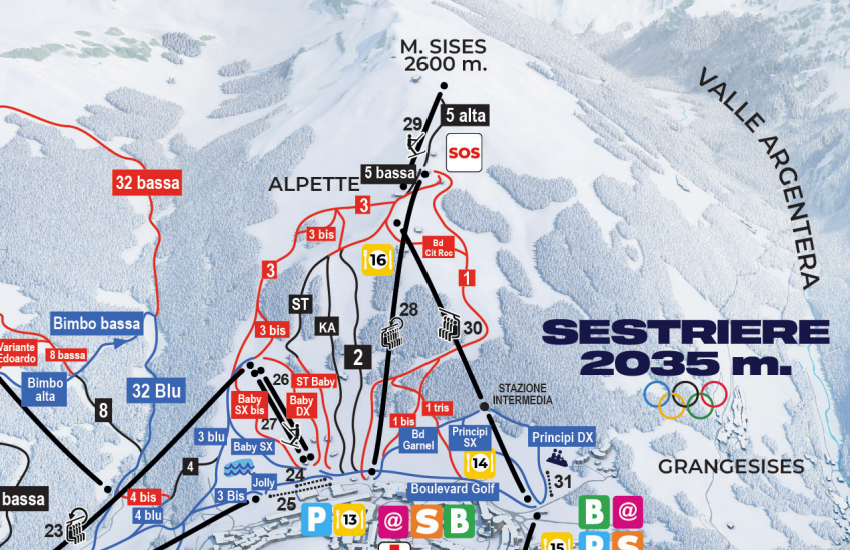 M. SISES
2600 m.
VALLE ARGENTERA
5 alta
29
SOS
5 bassa
ALPETTE
32 bassa
3
3 bis
Bd
Cit Roc
16
3
1
ST
28
KA
30
Bimbo bassa
3 bis
SESTRIERE
2035 m.
Variante
Edoardo
8 bassa
2
Bimbo
alta
32 Blu
26
ST Baby
STAZIONE
INTERMEDIA
8
Baby
SX bis
Baby
DX
27
1 tris
1 bis
3 blu
Baby SX
Bd
Garnel
Principi
SX
Principi DX
4
14
GRANGESISES
24
Jolly
31
bassa
4 bis
3 Bis
25
Boulevard Golf
4 blu
P
13
@
S
B
B
@
23
15
P
S